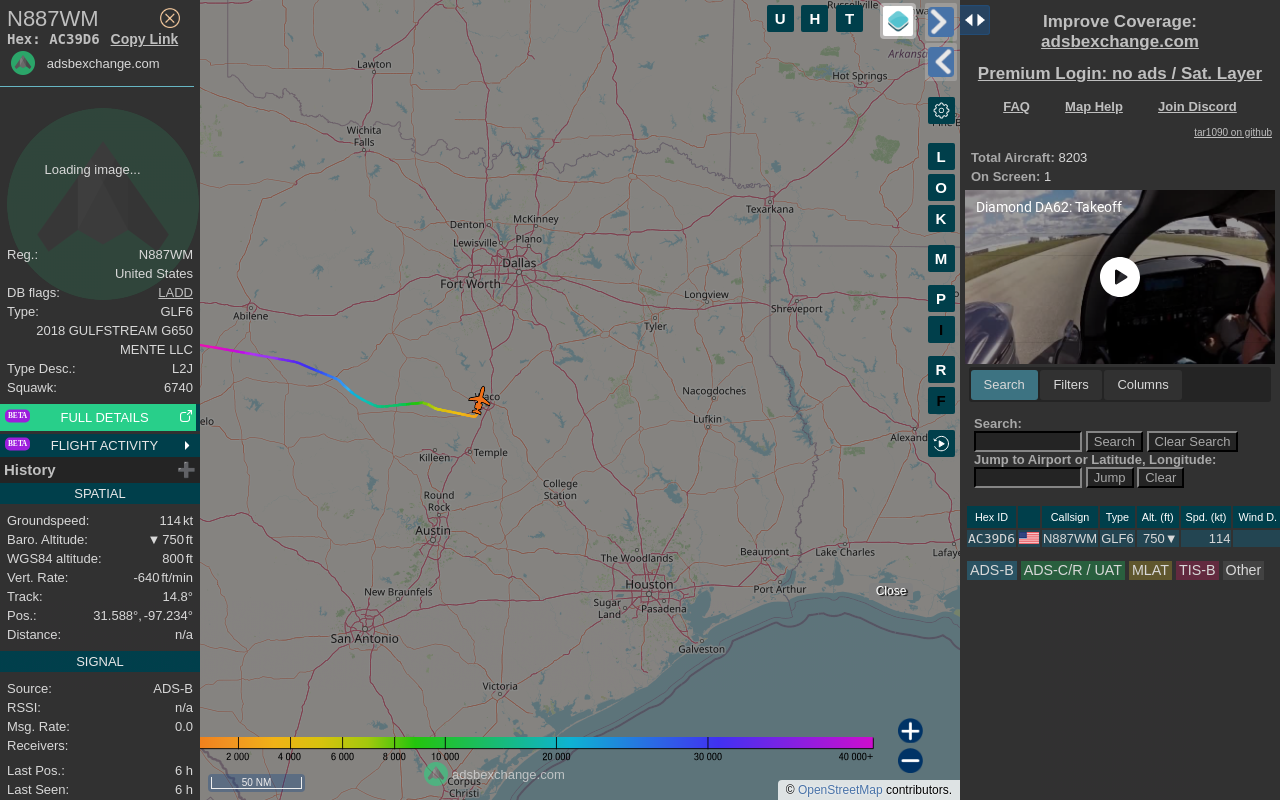 N887WM
Hex: AC39D6 Copy Link
adsbexchange.com
Loading image...
Reg.: N887WM
United States
DB flags: LADD
Type: GLF6
2018 GULFSTREAM G650
MENTE LLC
Type Desc.: L2J
Squawk: 6740
BETA FULL DETAILS
BETA FLIGHT ACTIVITY
History
SPATIAL
Groundspeed: 114 kt
Baro. Altitude: ▼ 750 ft
WGS84 altitude: 800 ft
Vert. Rate: -640 ft/min
Track: 14.8°
Pos.: 31.588°, -97.234°
Distance: n/a
SIGNAL
Source: ADS-B
RSSI: n/a
Msg. Rate: 0.0
Receivers:
Last Pos.: 6 h
Last Seen: 6 h
U H T
L
O
K
M
P
I
R
F
Russellville
Lawton
Arkansa
Hot Springs
Wichita
Falls
Texarkana
Denton
McKinney
Lewisville
Plano
Dallas
Fort Worth
Abilene
Longview
Shreveport
Tyler
aco
Nacogdoches
elo
Lufkin
Alexand
Killeen
Temple
College
Station
Round
Rock
Austin
The Woodlands
Beaumont
Lake Charles
Lafaye
Houston
New Braunfels
Port Arthur
Close
Sugar
Land
Pasadena
San Antonio
Galveston
Victoria
2 000 4 000 6 000 8 000 10 000 20 000 30 000 40 000+
adsbexchange.com
50 NM
Corpus
Christi
© OpenStreetMap contributors.
Improve Coverage:
adsbexchange.com
Premium Login: no ads / Sat. Layer
FAQ Map Help Join Discord
tar1090 on github
Total Aircraft: 8203
On Screen: 1
Diamond DA62: Takeoff
Search Filters Columns
Search:
Search Clear Search
Jump to Airport or Latitude, Longitude:
Jump Clear
Hex ID Callsign Type Alt. (ft) Spd. (kt) Wind D.
AC39D6 N887WM GLF6 750▼ 114
ADS-B ADS-C/R / UAT MLAT TIS-B Other